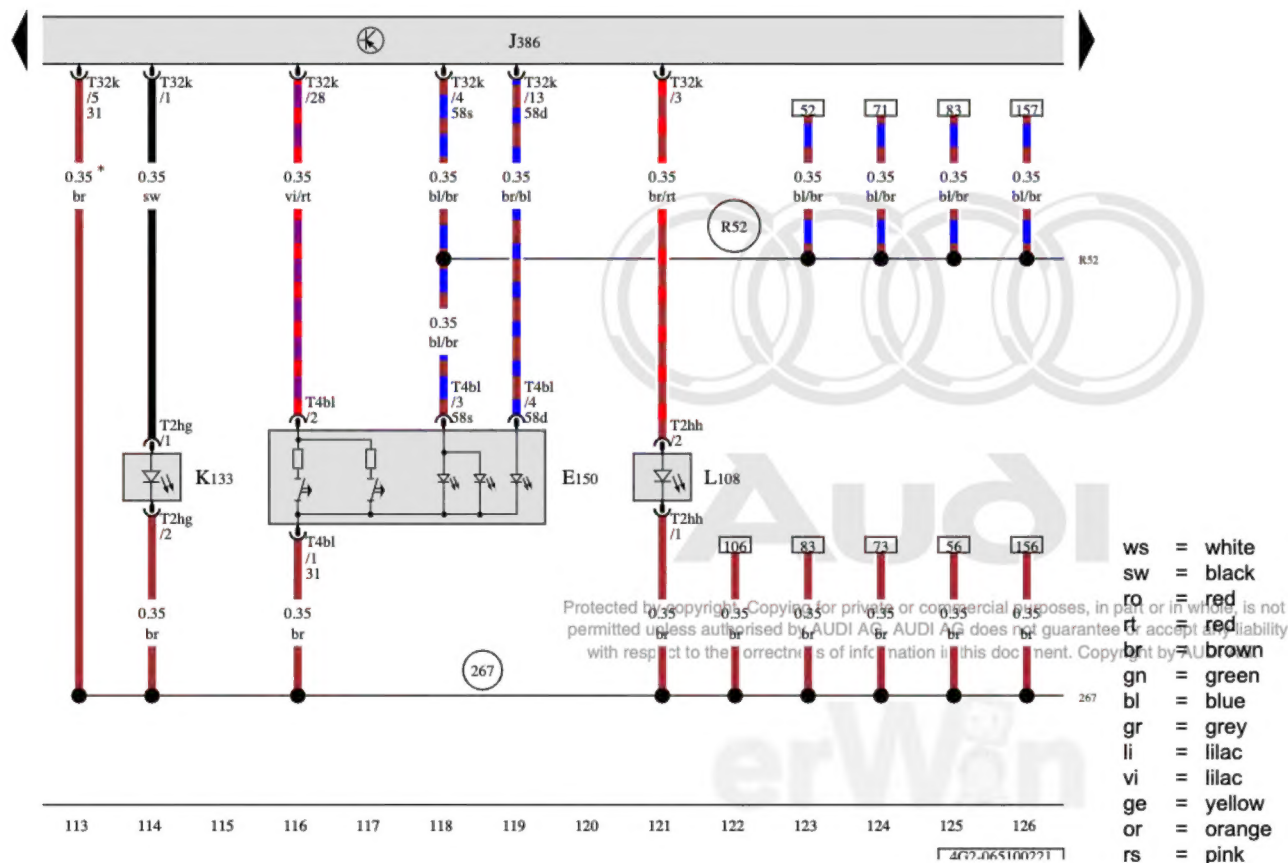 J386
T32k T32k T32k T32k T32k T32k
/5 /1 /28 /4 /13 /3
31 58s 58d
52 71 83 157
0.35 * 0.35 0.35 0.35 0.35 0.35 0.35 0.35 0.35 0.35
br sw vi/rt bl/br br/bl br/rt bl/br bl/br bl/br bl/br
R52
R52
0.35
bl/br
T4bl T4bl T4bl
/2 /3 /4
58s 58d
T2hg T2hh
/1 /2
K133 E150 L108
T2hg T4bl T2hh
/2 /1 /1
31
Audi
106 83 73 56 156
0.35 0.35 0.35 0.35 0.35 0.35 0.35
br br br br br br br
Protected by copyright. Copying for private or commercial purposes, in part or in whole, is not
permitted unless authorised by AUDI AG. AUDI AG does not guarantee or accept any liability
with respect to the correctness of information in this document. Copyright by AUDI
267
267
erWin
113 114 115 116 117 118 119 120 121 122 123 124 125 126
4G2-065100221
ws = white
sw = black
ro = red
rt = red
br = brown
gn = green
bl = blue
gr = grey
li = lilac
vi = lilac
ge = yellow
or = orange
rs = pink